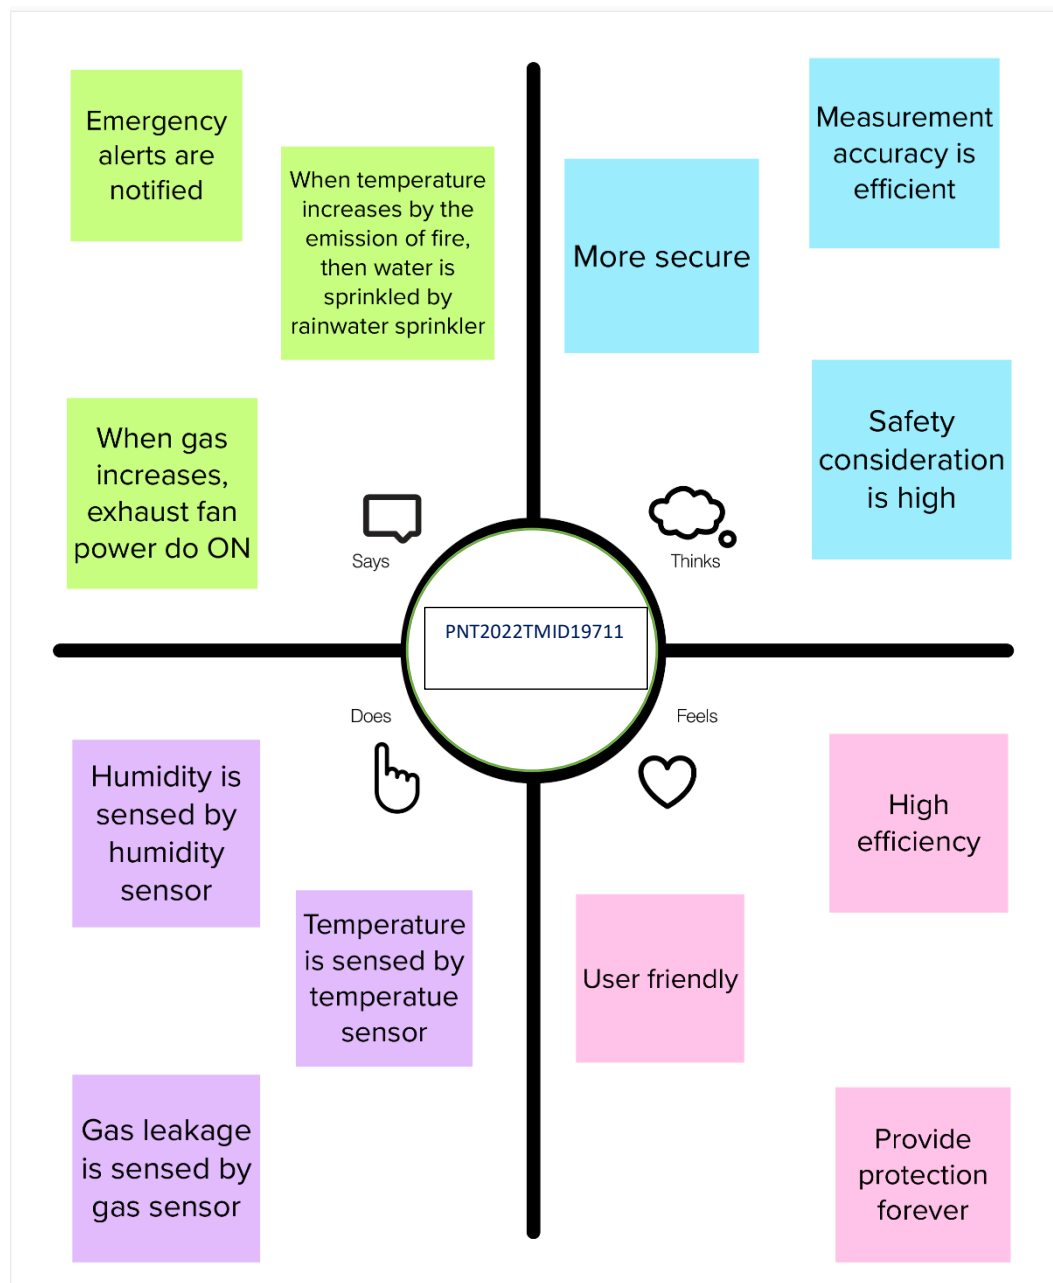 Emergency
alerts are
notified
When temperature
increases by the
emission of fire,
then water is
sprinkled by
rainwater sprinkler
When gas
increases,
exhaust fan
power do ON
Says
More secure
Measurement
accuracy is
efficient
Safety
consideration
is high
Thinks
PNT2022TMID19711
Does
Humidity is
sensed by
humidity
sensor
Temperature
is sensed by
temperatue
sensor
Gas leakage
is sensed by
gas sensor
Feels
High
efficiency
User friendly
Provide
protection
forever